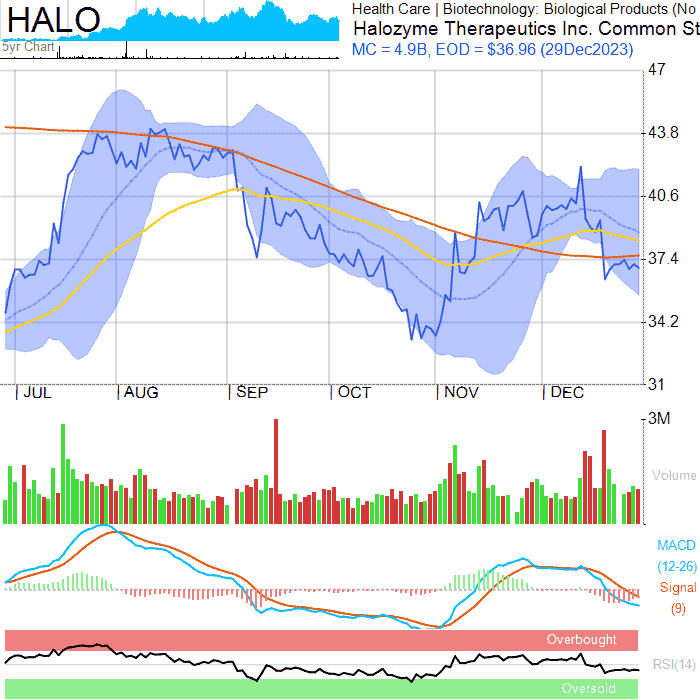 HALO
5yr Chart
Health Care | Biotechnology: Biological Products (No
Halozyme Therapeutics Inc. Common St
MC = 4.9B, EOD = $36.96 (29Dec2023)
47
43.8
40.6
37.4
34.2
31
JUL AUG SEP OCT NOV DEC
3M
Volume
MACD
(12-26)
Signal
(9)
Overbought
RSI(14)
Oversold